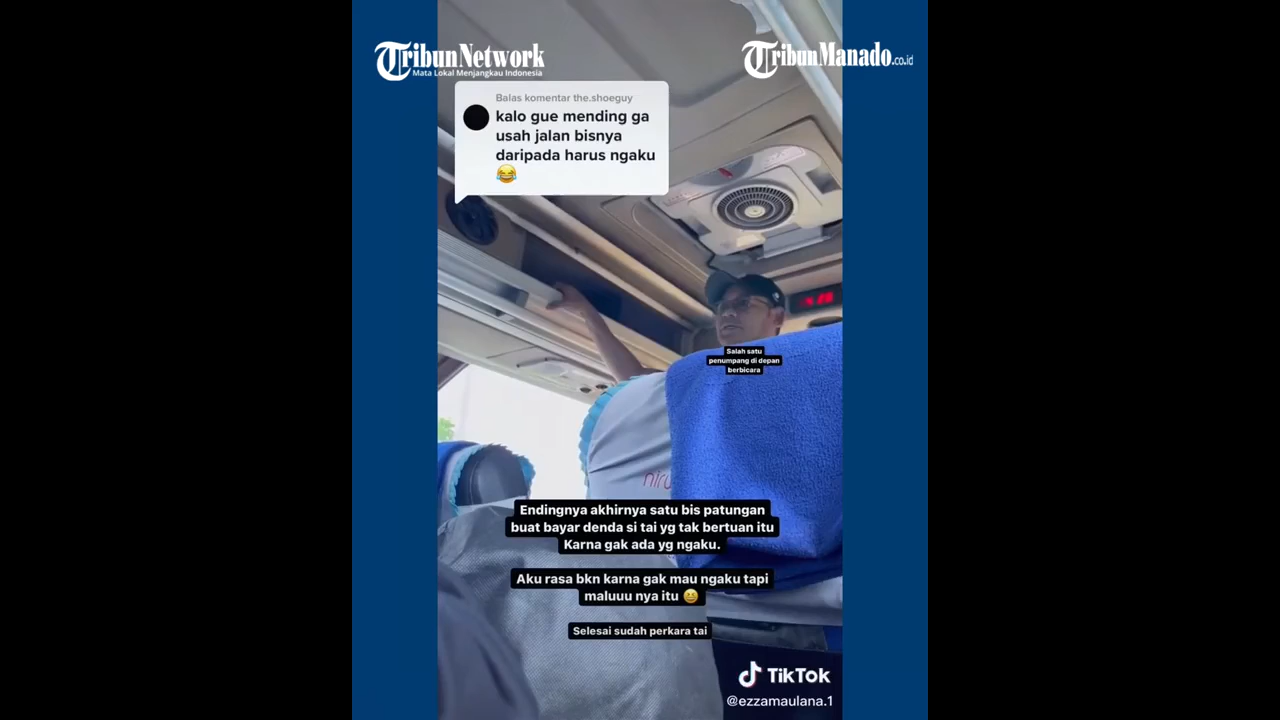 TribunNetwork
Mata Lokal Menjangkau Indonesia
TribunManado.co.id
Balas komentar the.shoeguy
kalo gue mending ga
usah jalan bisnya
daripada harus ngaku
😂
Salah satu
penumpang di depan
berbicara
niru
Endingnya akhirnya satu bis patungan
buat bayar denda si tai yg tak bertuan itu
Karna gak ada yg ngaku.
Aku rasa bkn karna gak mau ngaku tapi
maluuu nya itu 😆
Selesai sudah perkara tai
TikTok
@ezzamaulana.1